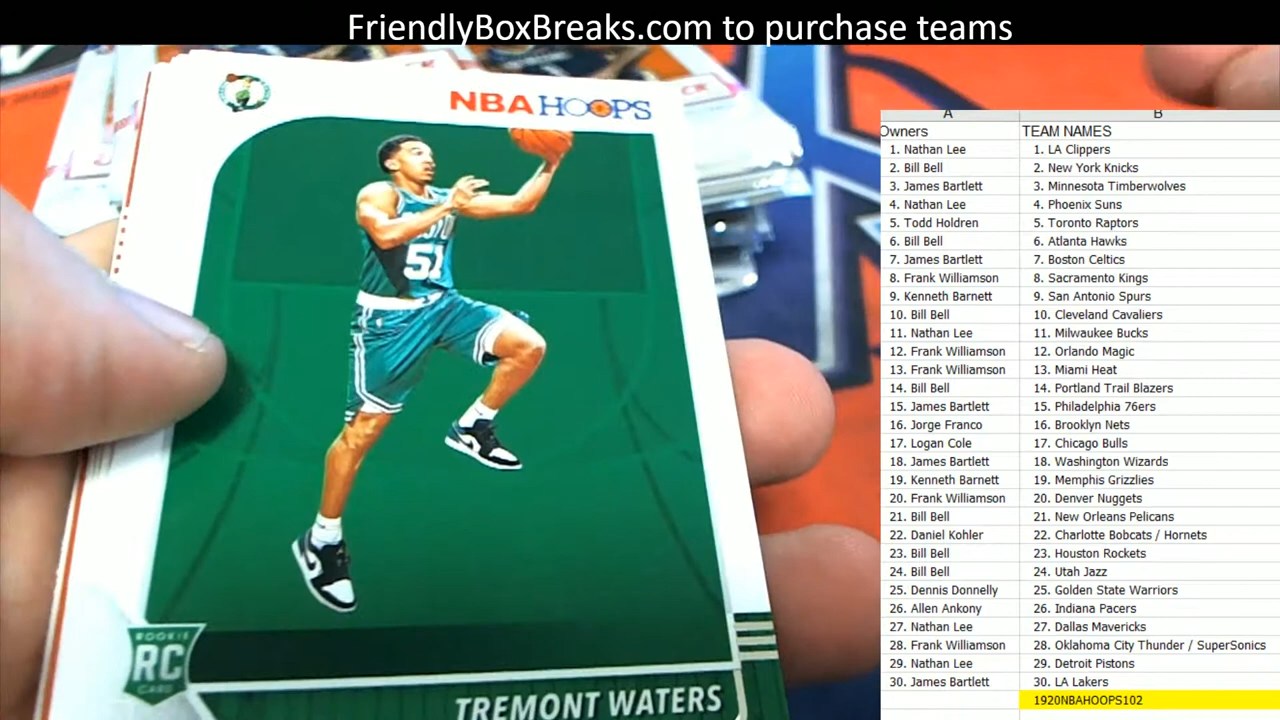 FriendlyBoxBreaks.com to purchase teams
NBA HOOPS
51
ROOKIE
RC
CARD
TREMONT WATERS
A B
Owners TEAM NAMES
1. Nathan Lee 1. LA Clippers
2. Bill Bell 2. New York Knicks
3. James Bartlett 3. Minnesota Timberwolves
4. Nathan Lee 4. Phoenix Suns
5. Todd Holdren 5. Toronto Raptors
6. Bill Bell 6. Atlanta Hawks
7. James Bartlett 7. Boston Celtics
8. Frank Williamson 8. Sacramento Kings
9. Kenneth Barnett 9. San Antonio Spurs
10. Bill Bell 10. Cleveland Cavaliers
11. Nathan Lee 11. Milwaukee Bucks
12. Frank Williamson 12. Orlando Magic
13. Frank Williamson 13. Miami Heat
14. Bill Bell 14. Portland Trail Blazers
15. James Bartlett 15. Philadelphia 76ers
16. Jorge Franco 16. Brooklyn Nets
17. Logan Cole 17. Chicago Bulls
18. James Bartlett 18. Washington Wizards
19. Kenneth Barnett 19. Memphis Grizzlies
20. Frank Williamson 20. Denver Nuggets
21. Bill Bell 21. New Orleans Pelicans
22. Daniel Kohler 22. Charlotte Bobcats / Hornets
23. Bill Bell 23. Houston Rockets
24. Bill Bell 24. Utah Jazz
25. Dennis Donnelly 25. Golden State Warriors
26. Allen Ankony 26. Indiana Pacers
27. Nathan Lee 27. Dallas Mavericks
28. Frank Williamson 28. Oklahoma City Thunder / SuperSonics
29. Nathan Lee 29. Detroit Pistons
30. James Bartlett 30. LA Lakers
1920NBAHOOPS102